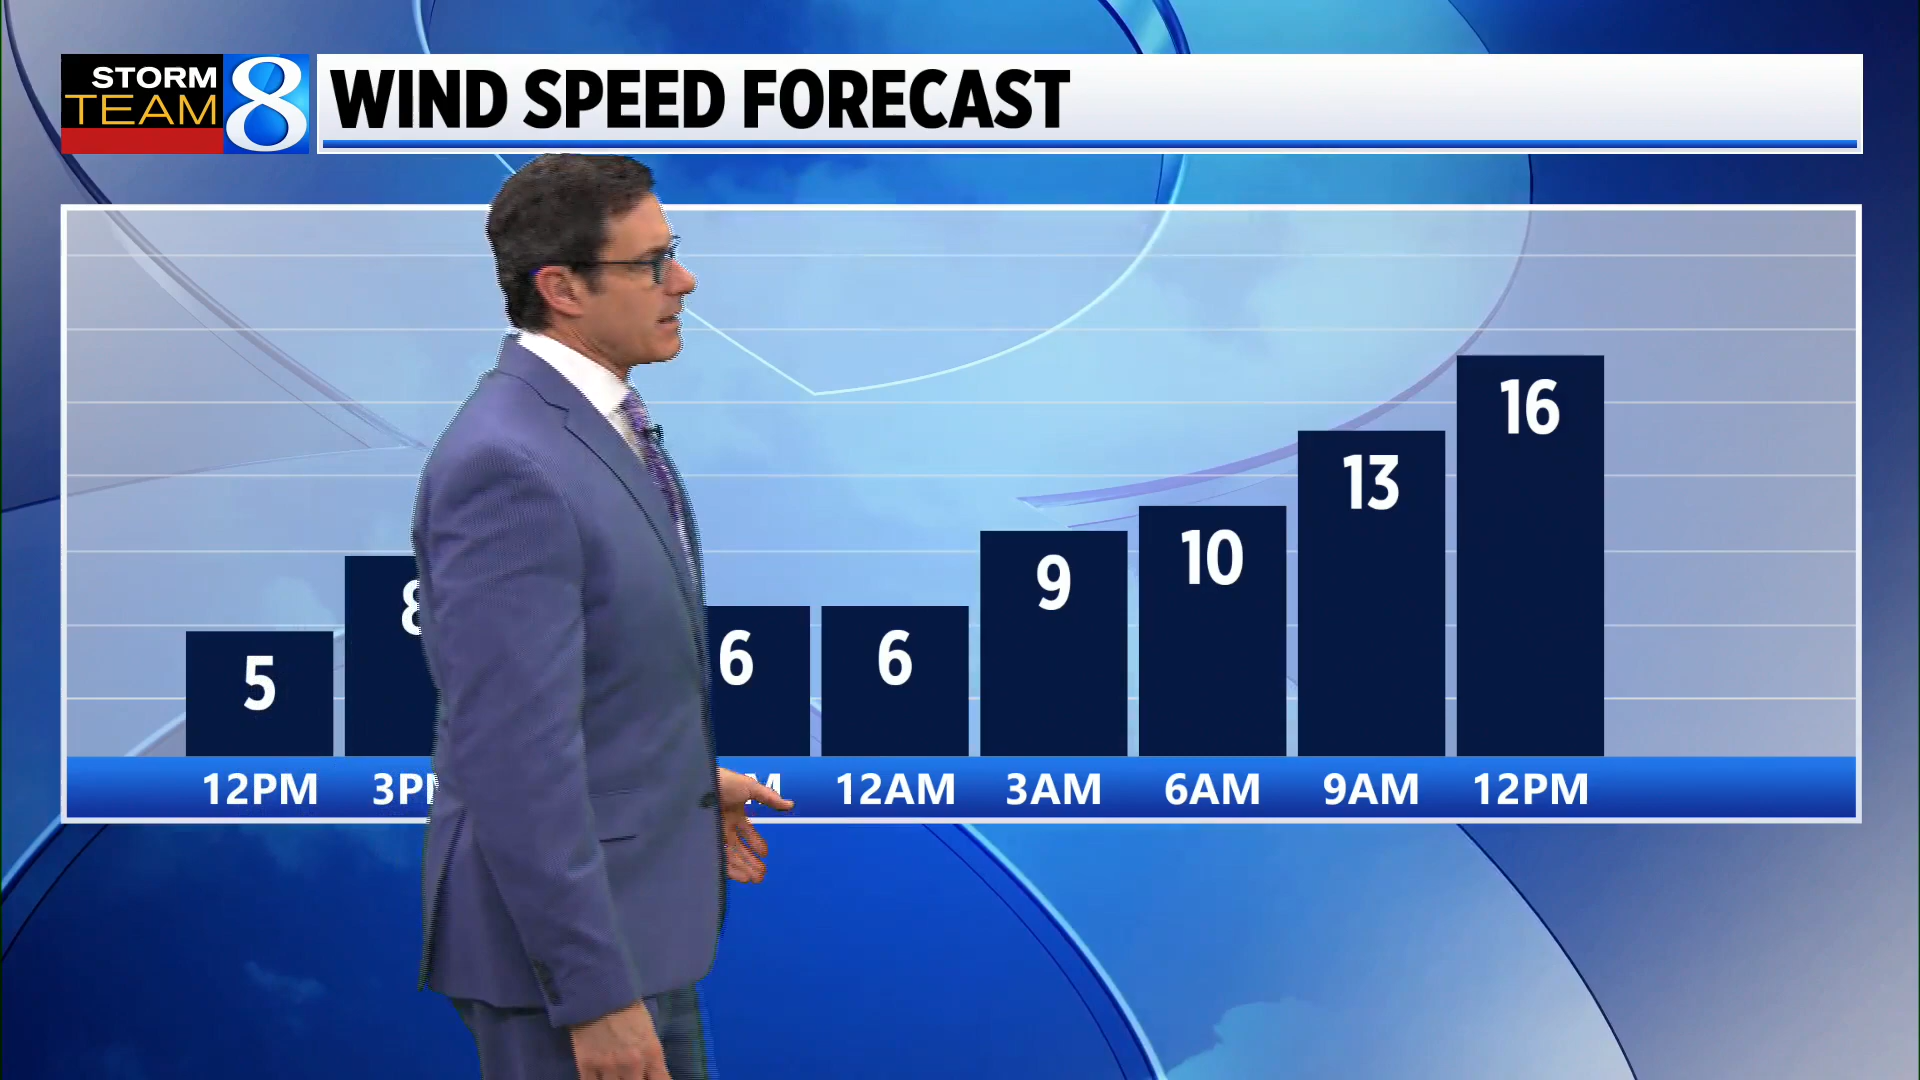 STORM
TEAM
8
WIND SPEED FORECAST
5
8
6
6
9
10
13
16
12PM
12AM
3AM
6AM
9AM
12PM